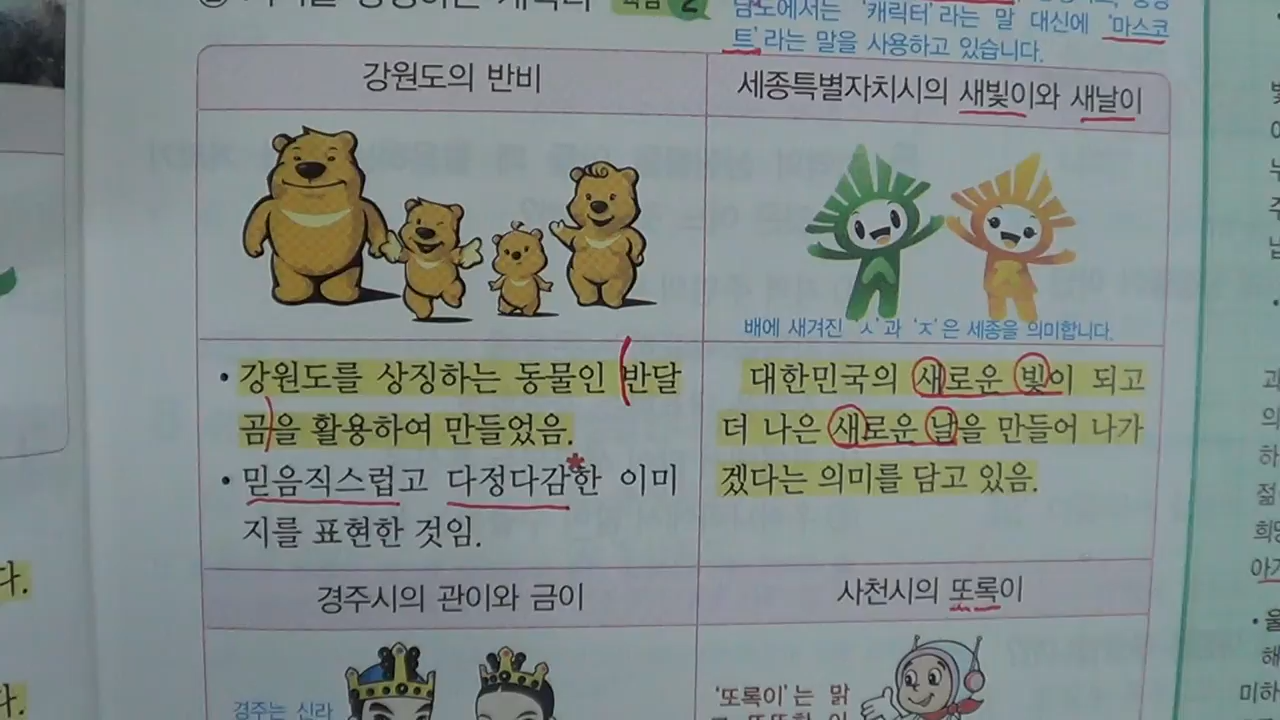 남도에서는 '캐릭터'라는 말 대신에 '마스코
트'라는 말을 사용하고 있습니다.
강원도의 반비
세종특별자치시의 새빛이와 새날이
배에 새겨진 'ㅅ'과 'ㅈ'은 세종을 의미합니다.
• 강원도를 상징하는 동물인 반달
곰을 활용하여 만들었음.
• 믿음직스럽고 다정다감*한 이미
지를 표현한 것임.
대한민국의 새로운 빛이 되고
더 나은 새로운 날을 만들어 나가
겠다는 의미를 담고 있음.
경주시의 관이와 금이
사천시의 또록이
경주는 신라
'또록이'는 맑
다.
다.